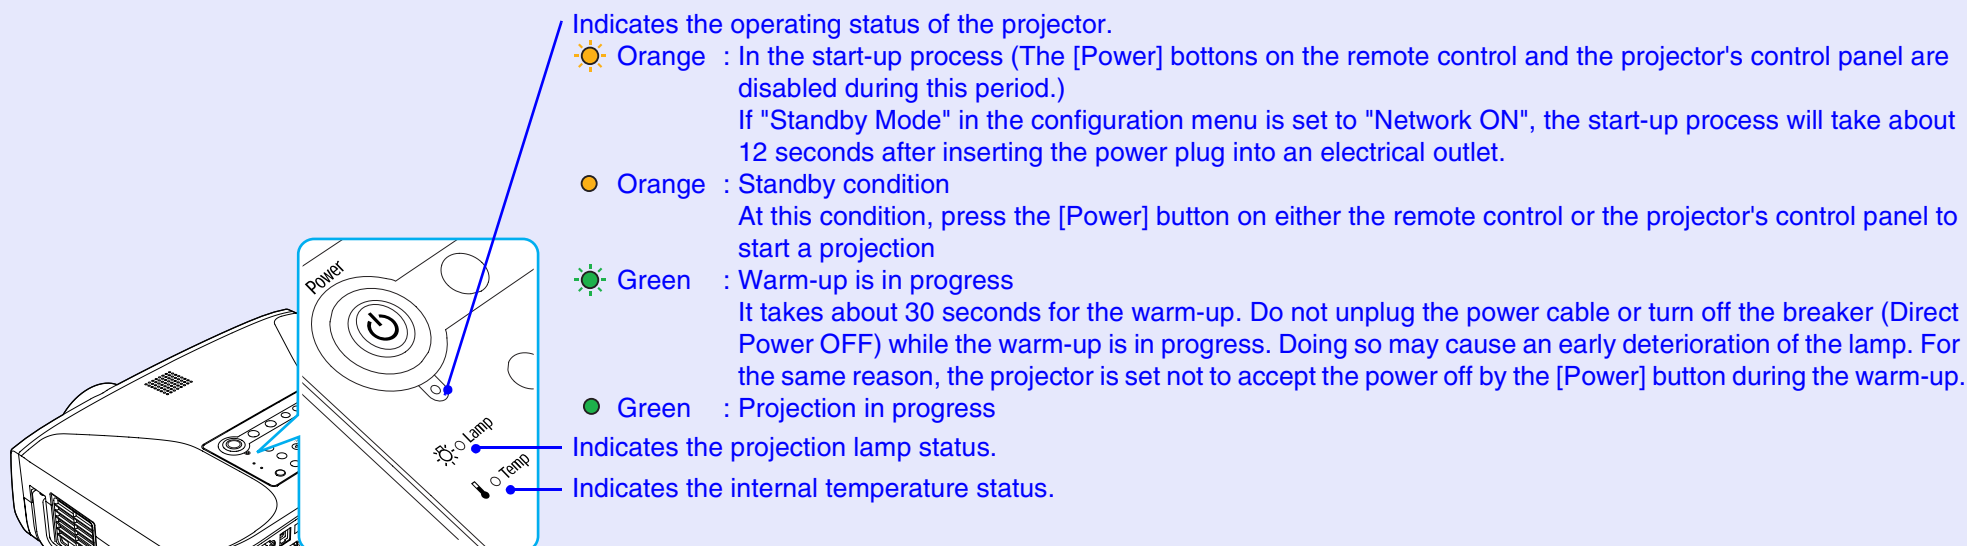 Indicates the operating status of the projector.
Orange : In the start-up process (The [Power] bottons on the remote control and the projector's control panel are
disabled during this period.)
If "Standby Mode" in the configuration menu is set to "Network ON", the start-up process will take about
12 seconds after inserting the power plug into an electrical outlet.
Orange : Standby condition
At this condition, press the [Power] button on either the remote control or the projector's control panel to
start a projection
Green : Warm-up is in progress
It takes about 30 seconds for the warm-up. Do not unplug the power cable or turn off the breaker (Direct
Power OFF) while the warm-up is in progress. Doing so may cause an early deterioration of the lamp. For
the same reason, the projector is set not to accept the power off by the [Power] button during the warm-up.
Green : Projection in progress
Indicates the projection lamp status.
Indicates the internal temperature status.
Power
Lamp
Temp